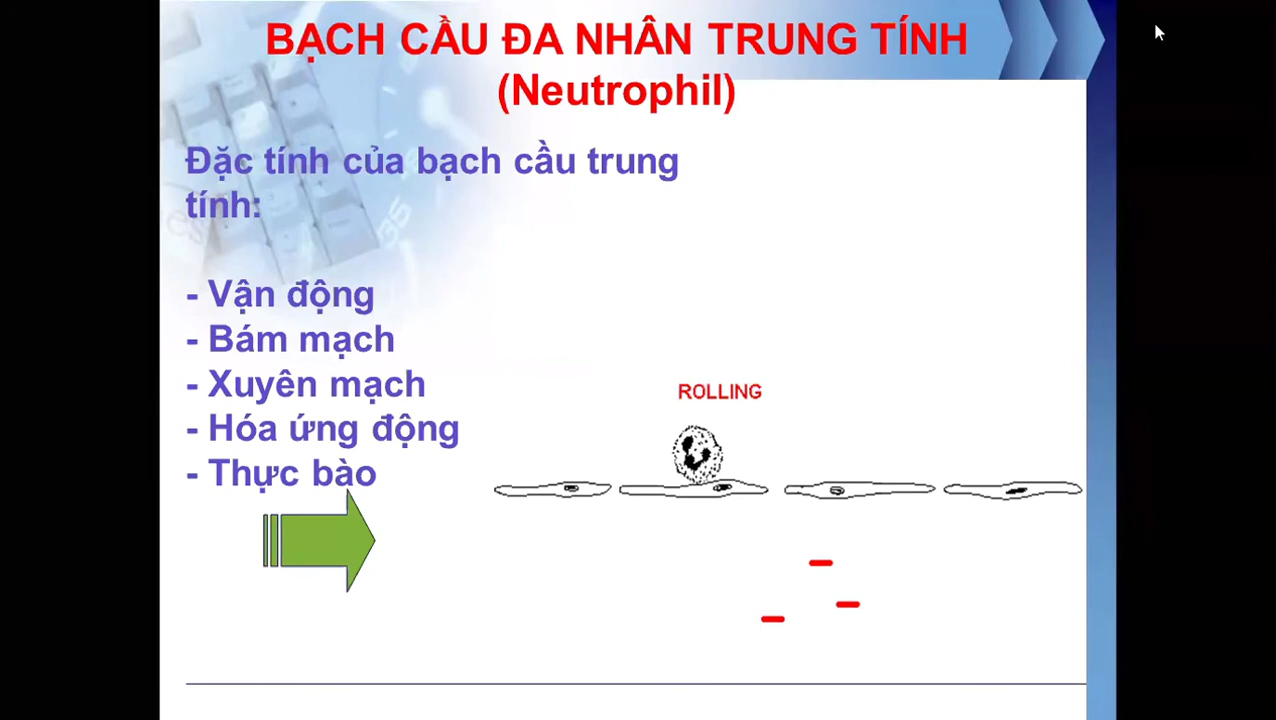 BẠCH CẦU ĐA NHÂN TRUNG TÍNH
(Neutrophil)
Đặc tính của bạch cầu trung
tính:
- Vận động
- Bám mạch
- Xuyên mạch
- Hóa ứng động
- Thực bào
ROLLING